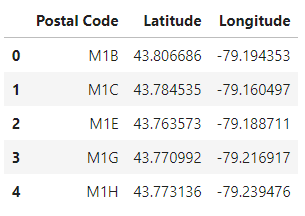 Postal Code Latitude Longitude
0 M1B 43.806686 -79.194353
1 M1C 43.784535 -79.160497
2 M1E 43.763573 -79.188711
3 M1G 43.770992 -79.216917
4 M1H 43.773136 -79.239476